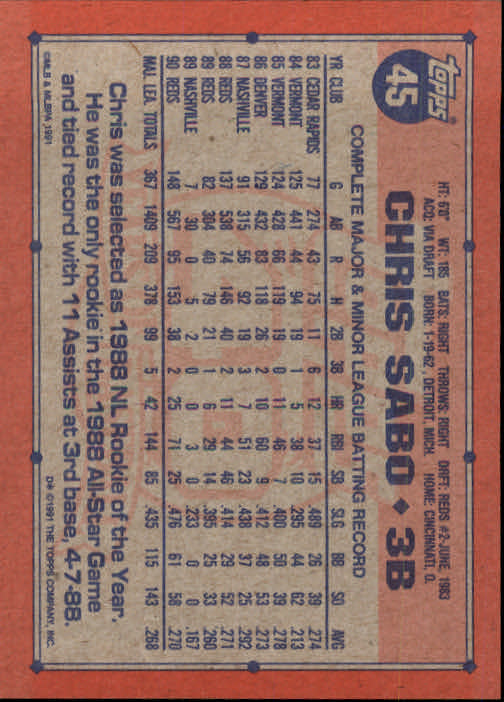 topps
45
CHRIS SABO ◆ 3B
HT: 6'0" WT: 185 BATS: RIGHT THROWS: RIGHT DRFT: REDS #2-JUNE, 1983
ACQ: VIA DRAFT BORN: 1-19-62, DETROIT, MICH. HOME: CINCINNATI, O.
COMPLETE MAJOR & MINOR LEAGUE BATTING RECORD
YR CLUB G AB R H 2B 3B HR RBI SB SLG BB SO AVG
83 CEDAR RAPIDS 77 274 43 75 11 6 12 37 15 .489 26 39 .274
84 VERMONT 125 441 44 94 19 1 5 38 10 .295 44 62 .213
85 VERMONT 124 428 66 119 19 0 11 46 7 .400 50 39 .278
86 DENVER 129 432 83 118 26 2 10 60 9 .412 48 53 .273
87 NASHVILLE 91 315 56 92 19 3 7 51 23 .438 37 25 .292
88 REDS 137 538 74 146 40 2 11 44 46 .414 29 52 .271
89 REDS 82 304 40 79 21 1 6 29 14 .395 25 33 .260
89 NASHVILLE 7 30 0 5 2 0 0 3 0 .233 0 0 .167
90 REDS 148 567 95 153 38 2 25 71 25 .476 61 58 .270
MAJ. LEA. TOTALS 367 1409 209 378 99 5 42 144 85 .435 115 143 .268
Chris was selected as 1988 NL Rookie of the Year.
He was the only rookie in the 1988 All-Star Game
and tied record with 11 Assists at 3rd base, 4-7-88.
©MLB & MLBPA 1991
D* ©1991 THE TOPPS COMPANY, INC.